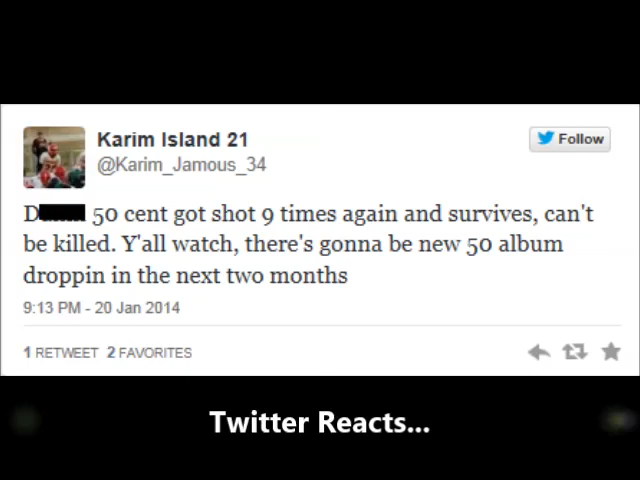 Karim Island 21
@Karim_Jamous_34
Follow
D 50 cent got shot 9 times again and survives, can't
be killed. Y'all watch, there's gonna be new 50 album
droppin in the next two months
9:13 PM - 20 Jan 2014
1 RETWEET 2 FAVORITES
Twitter Reacts...